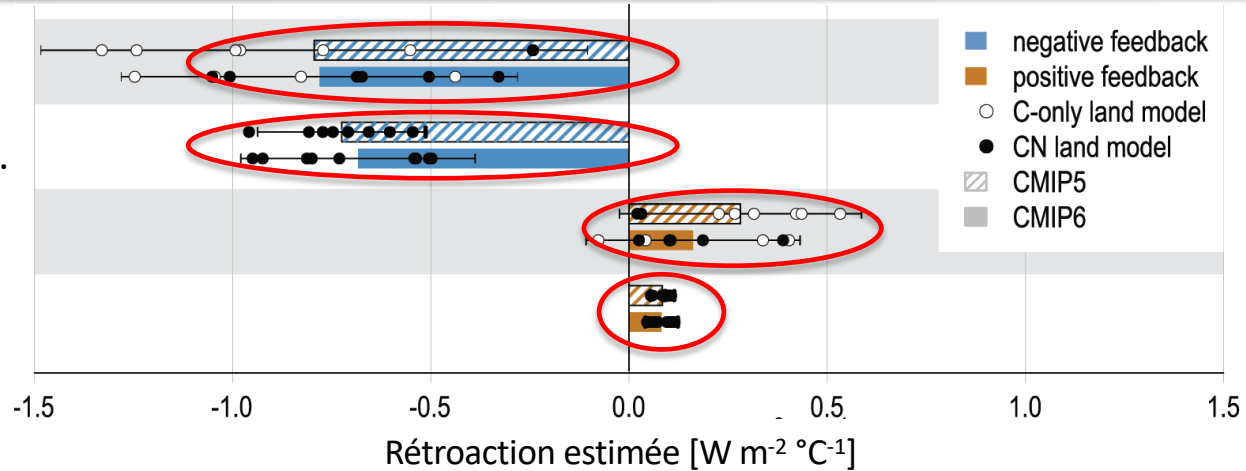 negative feedback
positive feedback
C-only land model
CN land model
CMIP5
CMIP6
-1.5 -1.0 -0.5 0.0 0.5 1.0 1.5
Rétroaction estimée [W m-2 °C-1]